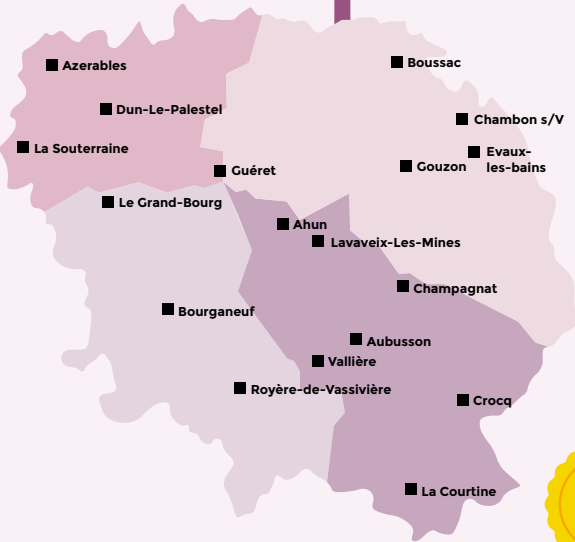 Boussac
Azerables
Dun-Le-Palestel
Chambon s/V
La Souterraine
Evaux-
les-bains
Gouzon
Guéret
Le Grand-Bourg
Ahun
Lavaveix-Les-Mines
Champagnat
Bourganeuf
Aubusson
Vallière
Royère-de-Vassivière
Crocq
La Courtine